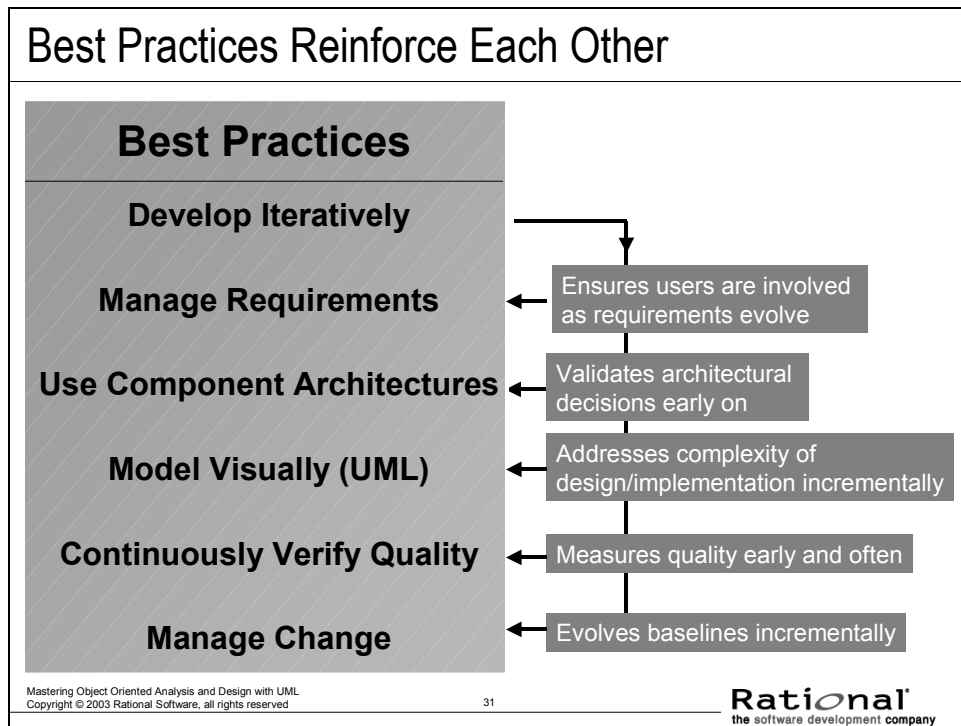 Best Practices Reinforce Each Other
Best Practices
Develop Iteratively
Manage Requirements
Ensures users are involved
as requirements evolve
Use Component Architectures
Validates architectural
decisions early on
Model Visually (UML)
Addresses complexity of
design/implementation incrementally
Continuously Verify Quality
Measures quality early and often
Manage Change
Evolves baselines incrementally
Mastering Object Oriented Analysis and Design with UML
Copyright © 2003 Rational Software, all rights reserved
31
Rational
the software development company